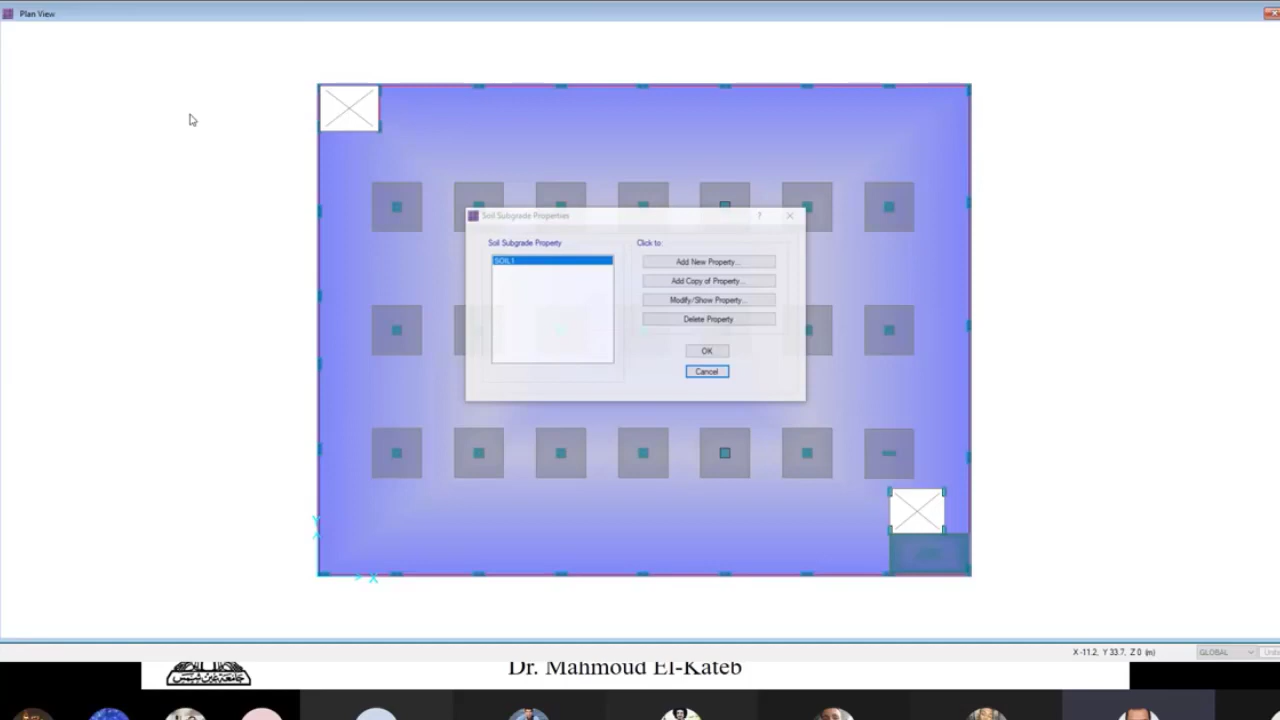 Plan View
Soil Subgrade Properties
?
Soil Subgrade Property
Click to:
SOIL1
Add New Property...
Add Copy of Property...
Modify/Show Property...
Delete Property
OK
Cancel
Y
X
X -11.2, Y 33.7, Z 0 (m)
GLOBAL
Dr. Mahmoud El-Kateb